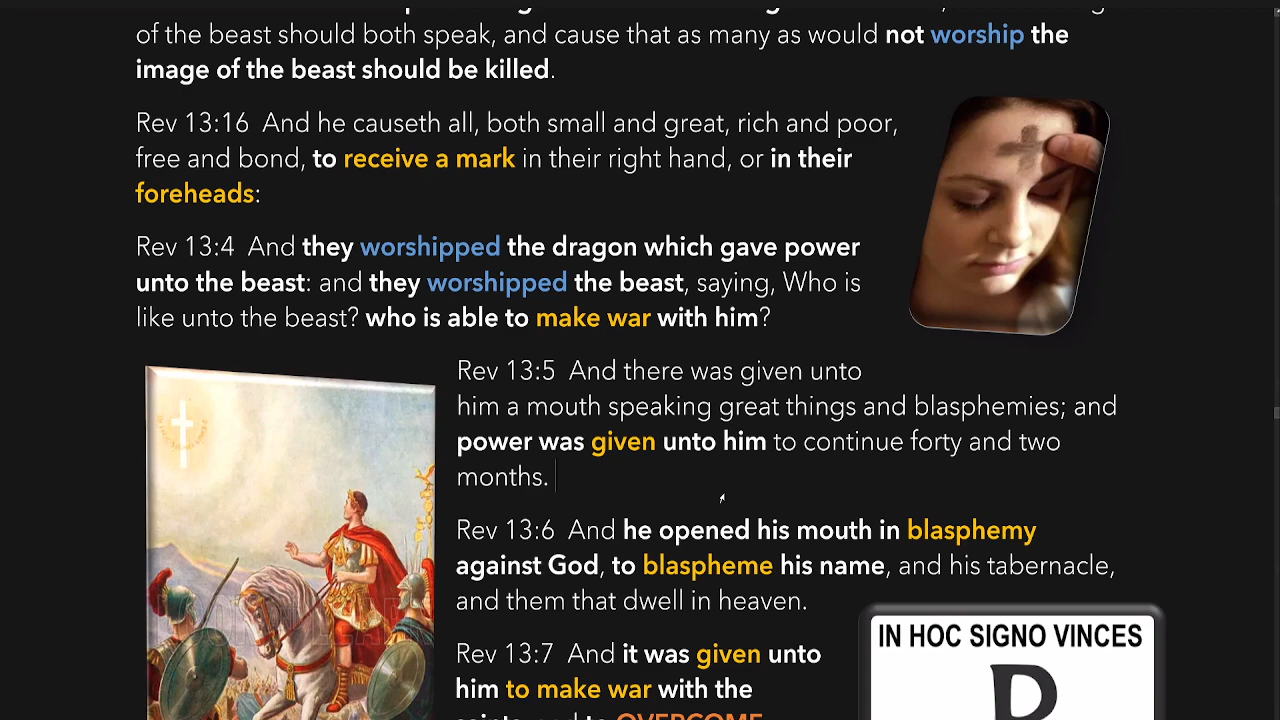 of the beast should both speak, and cause that as many as would not worship the
image of the beast should be killed.
Rev 13:16 And he causeth all, both small and great, rich and poor,
free and bond, to receive a mark in their right hand, or in their
foreheads:
Rev 13:4 And they worshipped the dragon which gave power
unto the beast: and they worshipped the beast, saying, Who is
like unto the beast? who is able to make war with him?
Rev 13:5 And there was given unto
him a mouth speaking great things and blasphemies; and
power was given unto him to continue forty and two
months.
Rev 13:6 And he opened his mouth in blasphemy
against God, to blaspheme his name, and his tabernacle,
and them that dwell in heaven.
IN HOC SIGNO VINCES
Rev 13:7 And it was given unto
him to make war with the